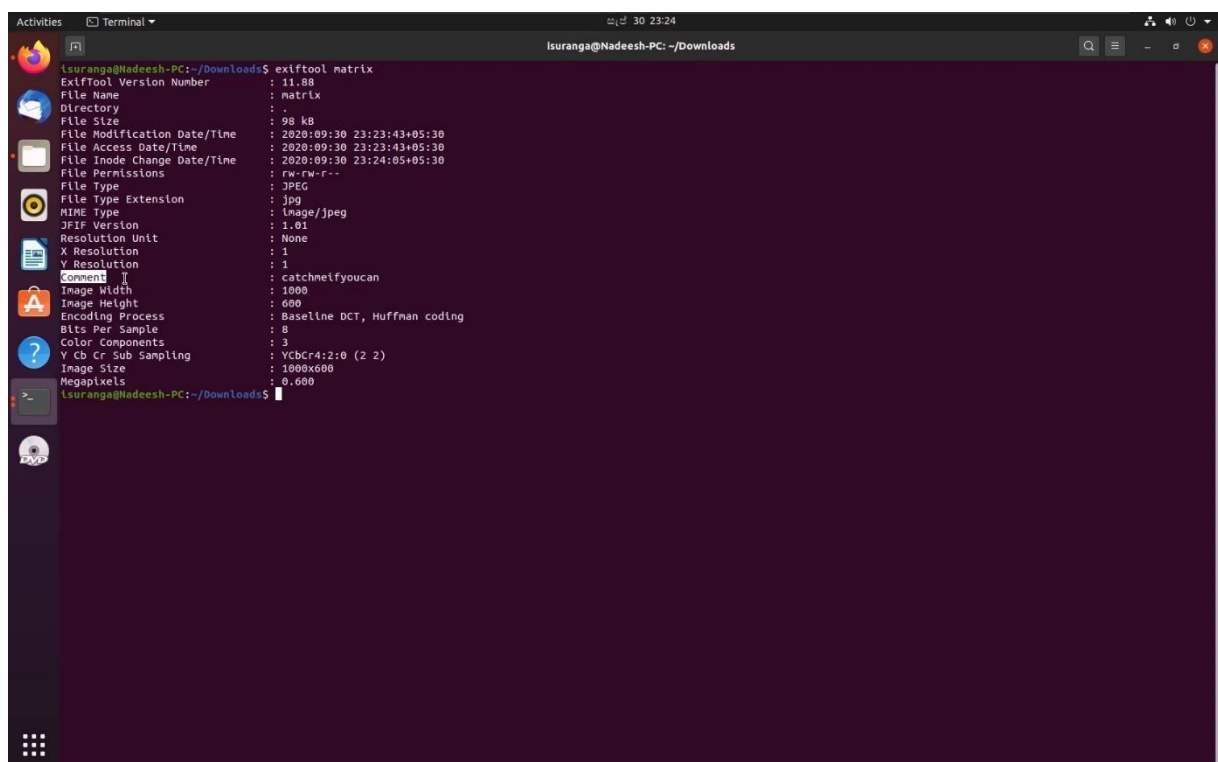 Activities Terminal සැප් 30 23:24
isuranga@Nadeesh-PC: ~/Downloads
isuranga@Nadeesh-PC:~/Downloads$ exiftool matrix
ExifTool Version Number : 11.88
File Name : matrix
Directory : .
File Size : 98 kB
File Modification Date/Time : 2020:09:30 23:23:43+05:30
File Access Date/Time : 2020:09:30 23:23:43+05:30
File Inode Change Date/Time : 2020:09:30 23:24:05+05:30
File Permissions : rw-rw-r--
File Type : JPEG
File Type Extension : jpg
MIME Type : image/jpeg
JFIF Version : 1.01
Resolution Unit : None
X Resolution : 1
Y Resolution : 1
Comment : catchmeifyoucan
Image Width : 1000
Image Height : 600
Encoding Process : Baseline DCT, Huffman coding
Bits Per Sample : 8
Color Components : 3
Y Cb Cr Sub Sampling : YCbCr4:2:0 (2 2)
Image Size : 1000x600
Megapixels : 0.600
isuranga@Nadeesh-PC:~/Downloads$
DVD